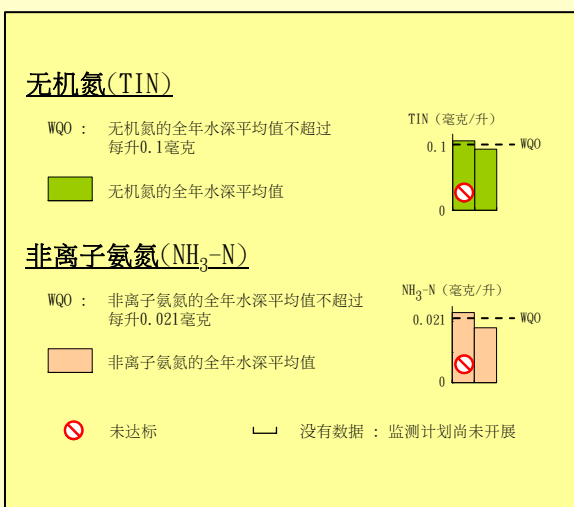 无机氮(TIN)
WQO : 无机氮的全年水深平均值不超过
每升0.1毫克
无机氮的全年水深平均值
TIN (毫克/升)
0.1
WQO
0
非离子氨氮(NH3-N)
WQO : 非离子氨氮的全年水深平均值不超过
每升0.021毫克
非离子氨氮的全年水深平均值
NH3-N (毫克/升)
0.021
WQO
0
未达标
没有数据 : 监测计划尚未开展